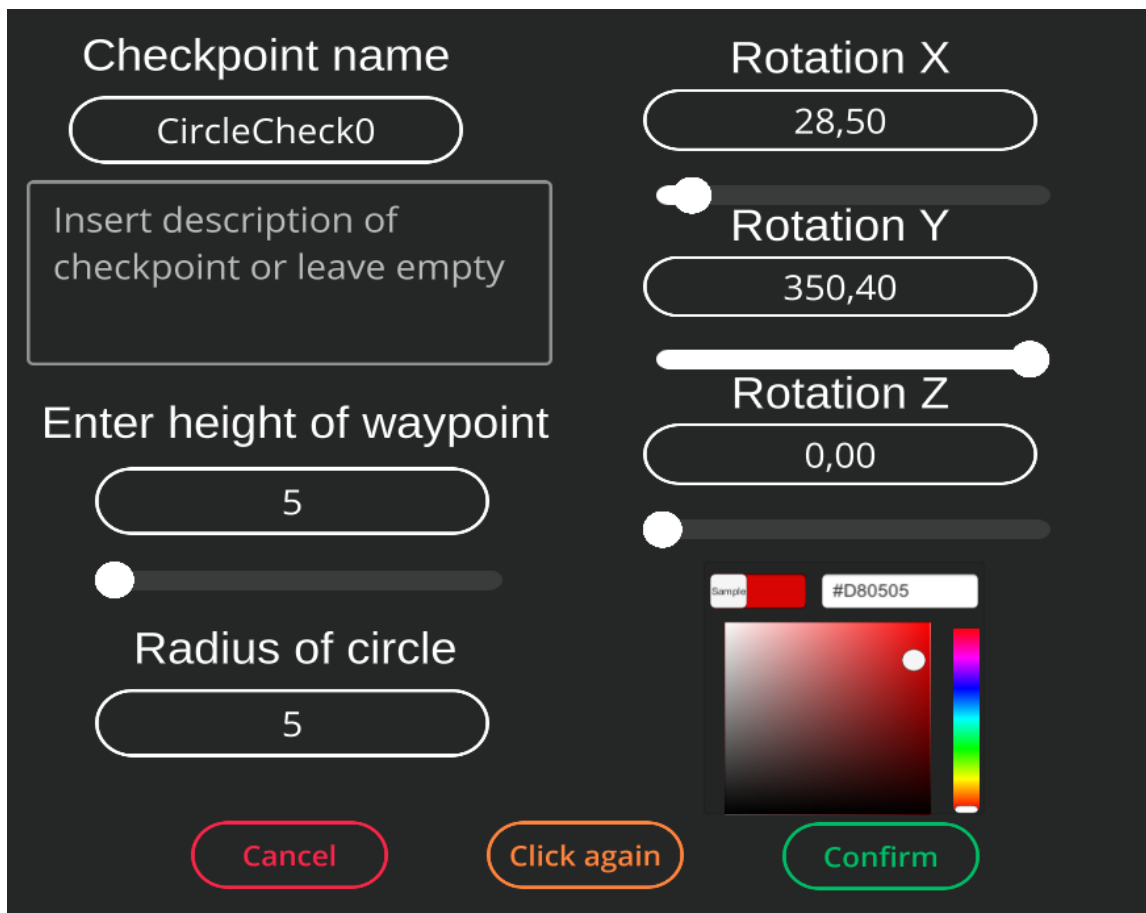 Checkpoint name
CircleCheck0
Insert description of
checkpoint or leave empty
Enter height of waypoint
5
Radius of circle
5
Rotation X
28,50
Rotation Y
350,40
Rotation Z
0,00
Sample
#D80505
Cancel
Click again
Confirm